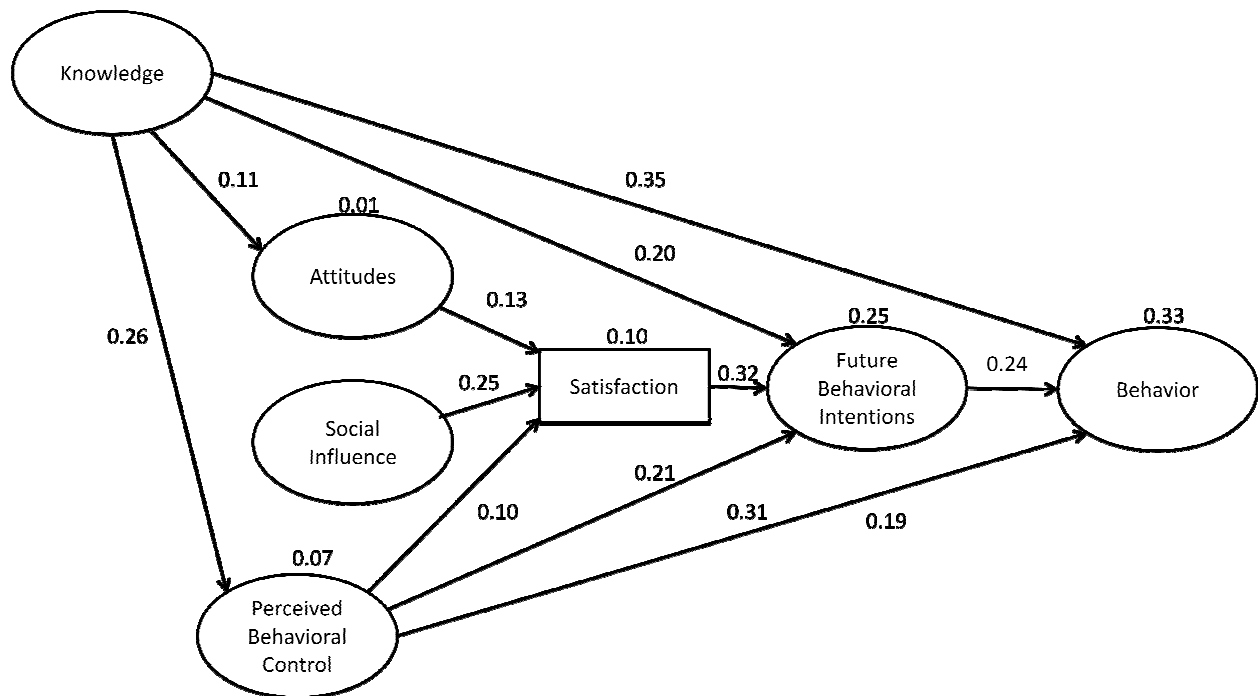 Knowledge
0.11
0.35
0.01
0.20
Attitudes
0.13
0.26
0.10
0.25
0.33
0.25
Satisfaction
0.32
Future
Behavioral
Intentions
0.24
Behavior
Social
Influence
0.21
0.10
0.31
0.19
0.07
Perceived
Behavioral
Control